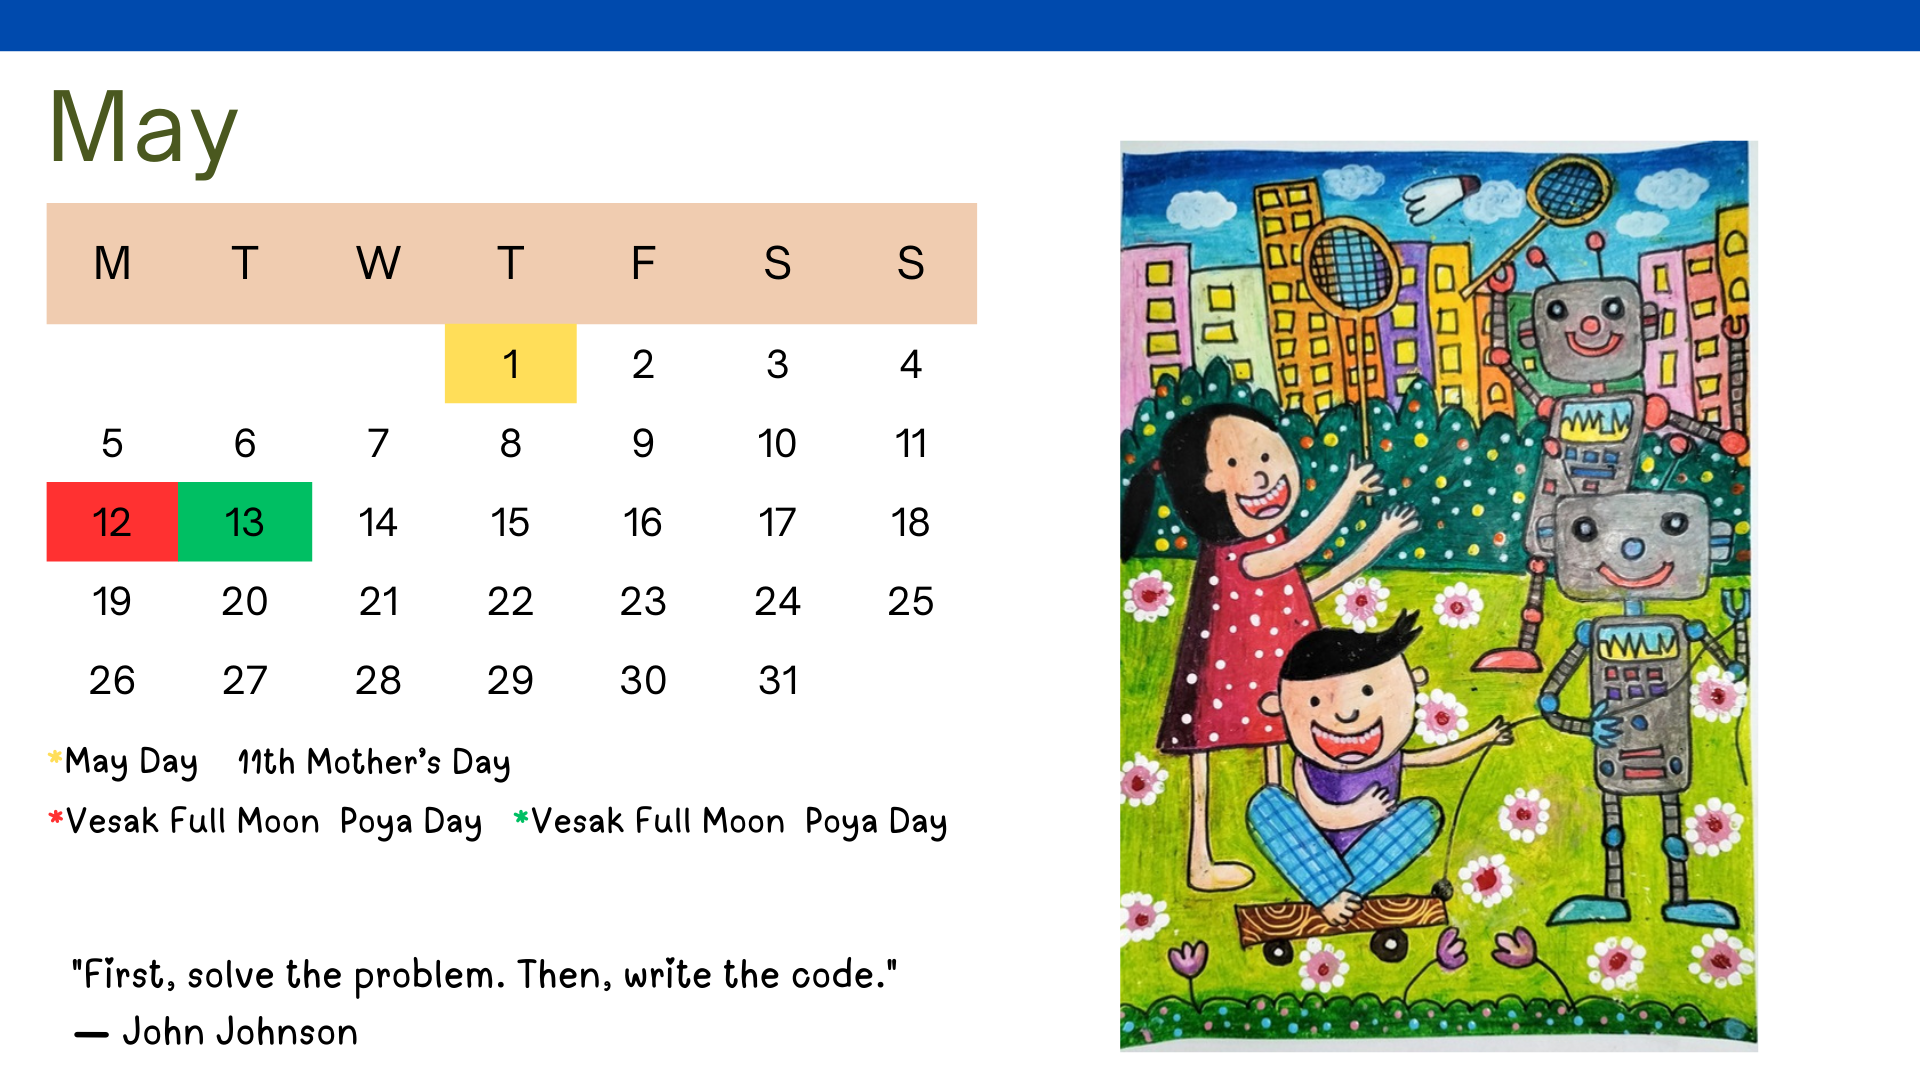 May
M T W T F S S
1 2 3 4
5 6 7 8 9 10 11
12 13 14 15 16 17 18
19 20 21 22 23 24 25
26 27 28 29 30 31
*May Day 11th Mother's Day
*Vesak Full Moon Poya Day *Vesak Full Moon Poya Day
"First, solve the problem. Then, write the code."
— John Johnson